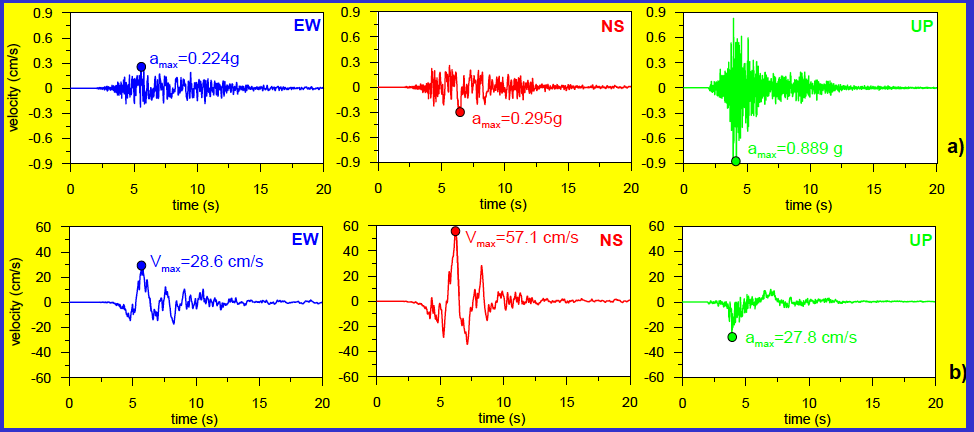 0.9 0.6 0.3 0 -0.3 -0.6 -0.9
velocity (cm/s)
EW
a max=0.224g
0 5 10 15 20
time (s)
0.9 0.6 0.3 0 -0.3 -0.6 -0.9
NS
a max=0.295g
0 5 10 15 20
time (s)
0.9 0.6 0.3 0 -0.3 -0.6 -0.9
UP
a max=0.889 g
0 5 10 15 20
time (s)
a)
60 40 20 0 -20 -40 -60
velocity (cm/s)
EW
V max=28.6 cm/s
0 5 10 15 20
time (s)
60 40 20 0 -20 -40 -60
V max=57.1 cm/s
NS
0 5 10 15 20
time (s)
60 40 20 0 -20 -40 -60
UP
a max=27.8 cm/s
0 5 10 15 20
time (s)
b)